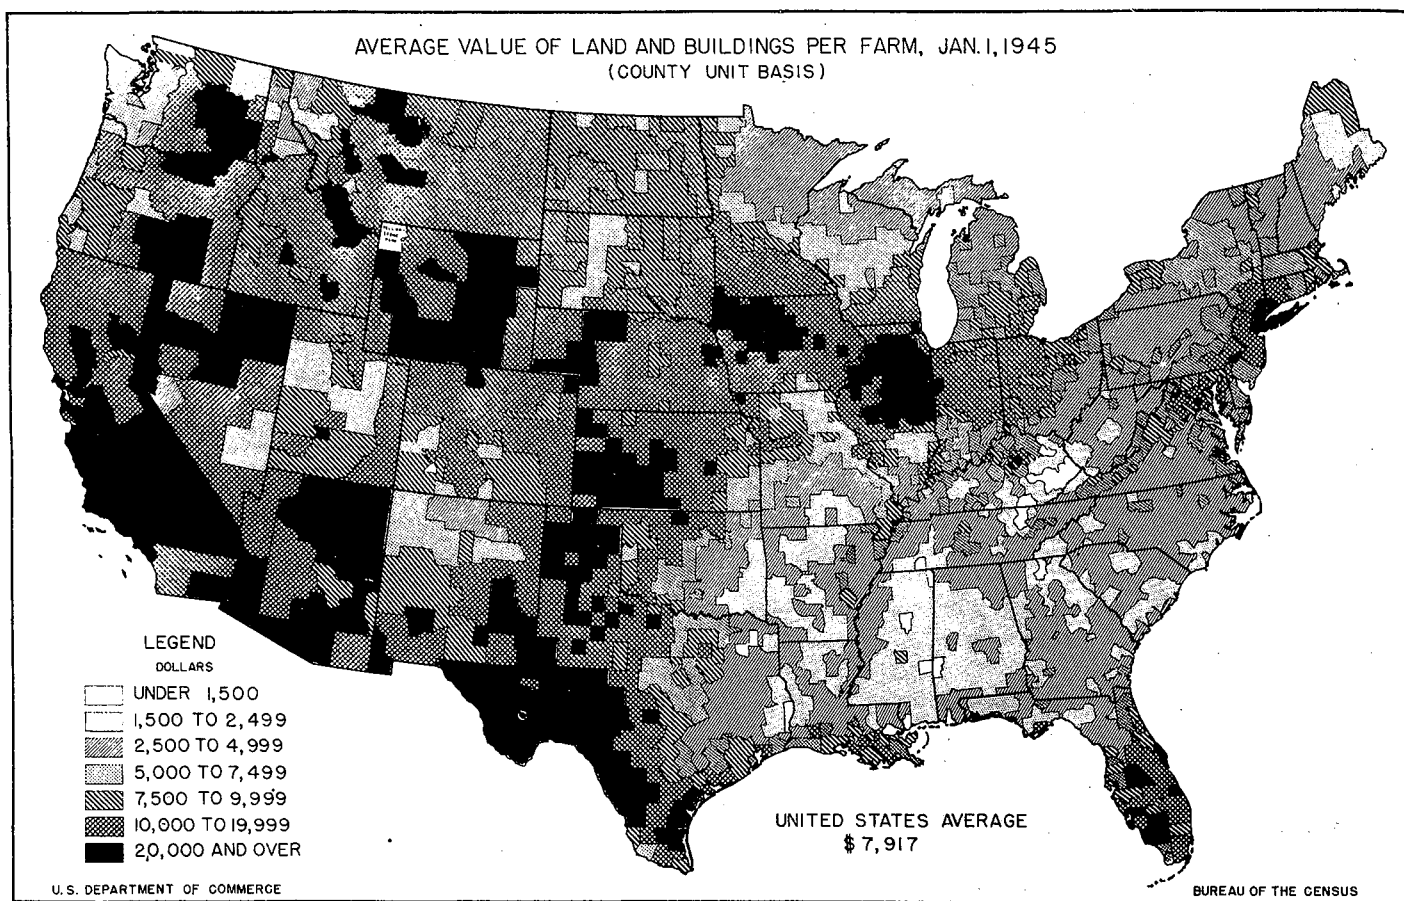 AVERAGE VALUE OF LAND AND BUILDINGS PER FARM, JAN. 1, 1945
(COUNTY UNIT BASIS)
LEGEND
DOLLARS
UNDER 1,500
1,500 TO 2,499
2,500 TO 4,999
5,000 TO 7,499
7,500 TO 9,999
10,000 TO 19,999
20,000 AND OVER
UNITED STATES AVERAGE
$7,917
U.S. DEPARTMENT OF COMMERCE
BUREAU OF THE CENSUS